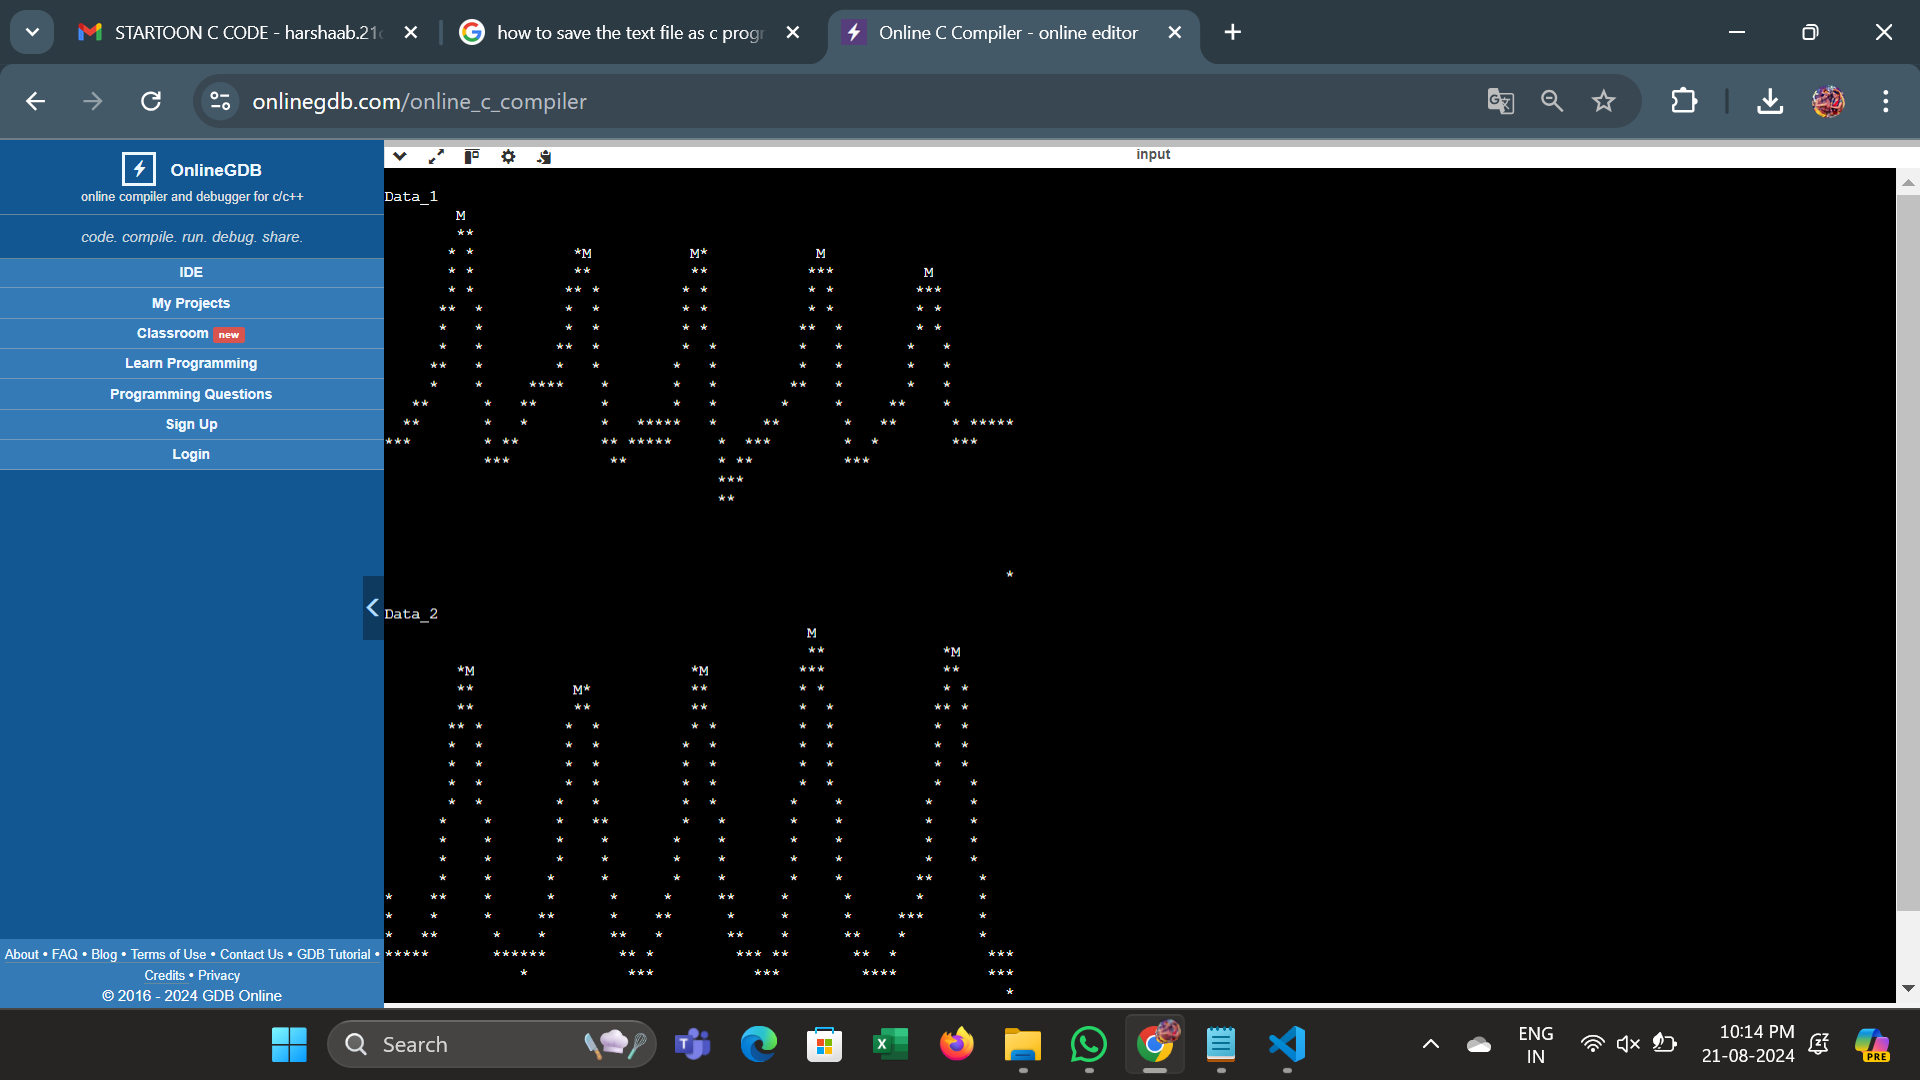 STARTOON C CODE - harshaab.21
how to save the text file as c progr
Online C Compiler - online editor
onlinegdb.com/online_c_compiler
OnlineGDB
online compiler and debugger for c/c++
code. compile. run. debug. share.
IDE
My Projects
Classroom new
Learn Programming
Programming Questions
Sign Up
Login
About • FAQ • Blog • Terms of Use • Contact Us • GDB Tutorial •
Credits • Privacy
© 2016 - 2024 GDB Online
input
Data_1
M
*M M* M
M
Data_2
M
*M
*M *M
M*
Search
ENG
IN
10:14 PM
21-08-2024
PRE